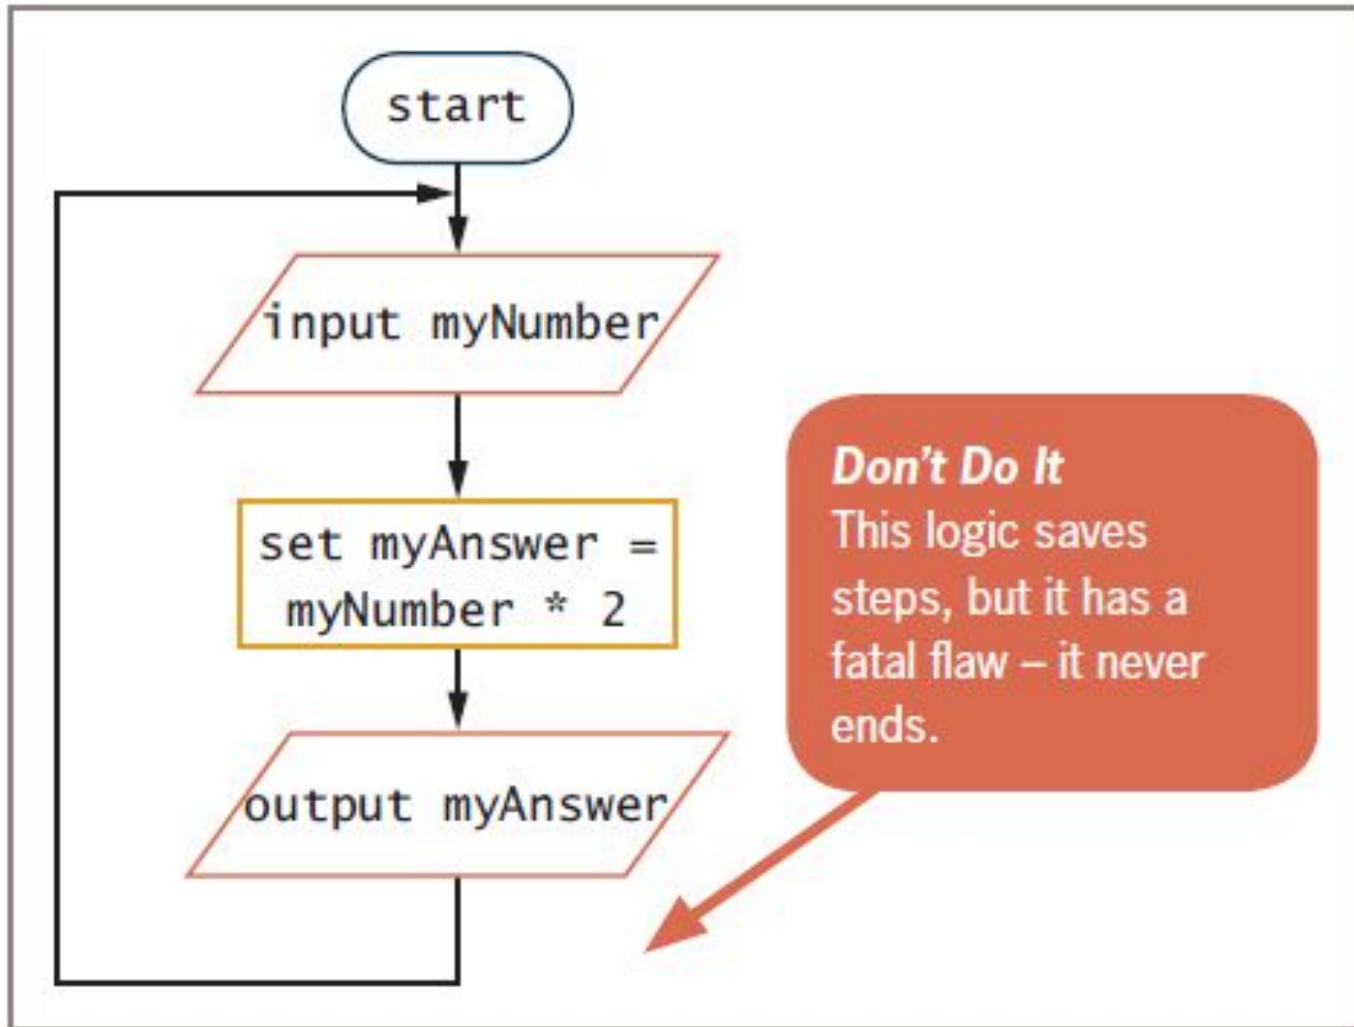 start
input myNumber
set myAnswer =
myNumber * 2
output myAnswer
Don't Do It
This logic saves
steps, but it has a
fatal flaw – it never
ends.